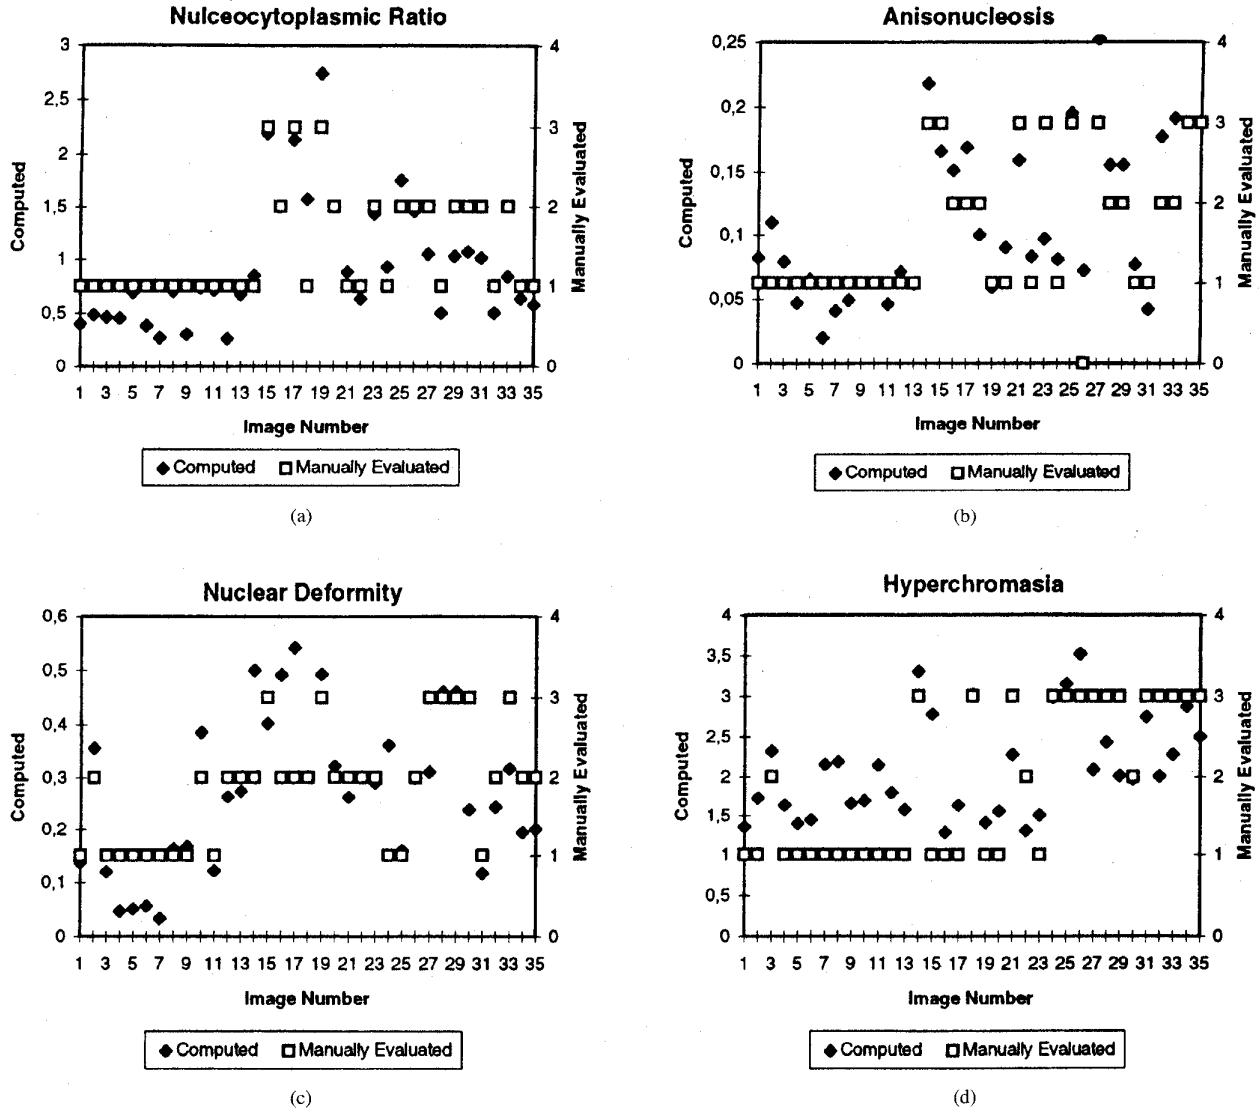 Nulceocytoplasmic Ratio
3
2,5
2
1,5
1
0,5
0
Computed
4
3
2
1
0
Manually Evaluated
1 3 5 7 9 11 13 15 17 19 21 23 25 27 29 31 33 35
Image Number
Computed Manually Evaluated
(a)
Anisonucleosis
0,25
0,2
0,15
0,1
0,05
0
Computed
4
3
2
1
0
Manually Evaluated
1 3 5 7 9 11 13 15 17 19 21 23 25 27 29 31 33 35
Image Number
Computed Manually Evaluated
(b)
Nuclear Deformity
0,6
0,5
0,4
0,3
0,2
0,1
0
Computed
4
3
2
1
0
Manually Evaluated
1 3 5 7 9 11 13 15 17 19 21 23 25 27 29 31 33 35
Image Number
Computed Manually Evaluated
(c)
Hyperchromasia
4
3,5
3
2,5
2
1,5
1
0,5
0
Computed
4
3
2
1
0
Manually Evaluated
1 3 5 7 9 11 13 15 17 19 21 23 25 27 29 31 33 35
Image Number
Computed Manually Evaluated
(d)